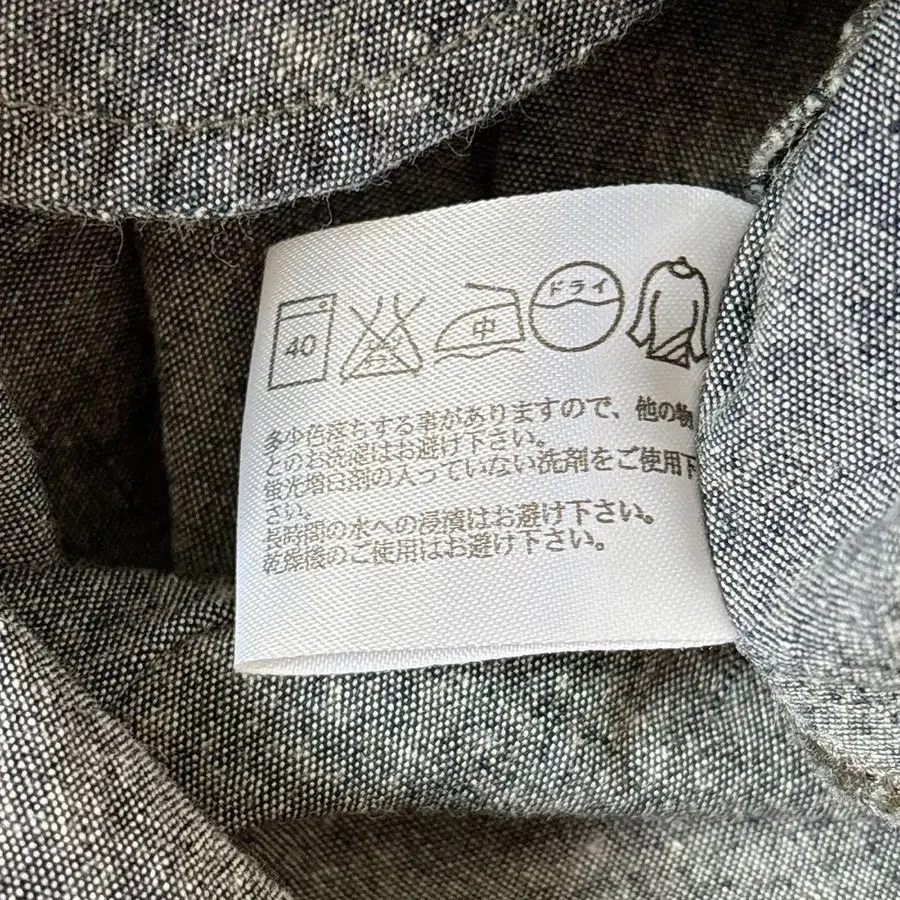 40
中
ドライ
多少色落ちする事がありますので、他の物
とのお洗濯はお避け下さい。
蛍光増白剤の入っていない洗剤をご使用下
さい。
長時間の水への浸漬はお避け下さい。
乾燥機のご使用はお避け下さい。